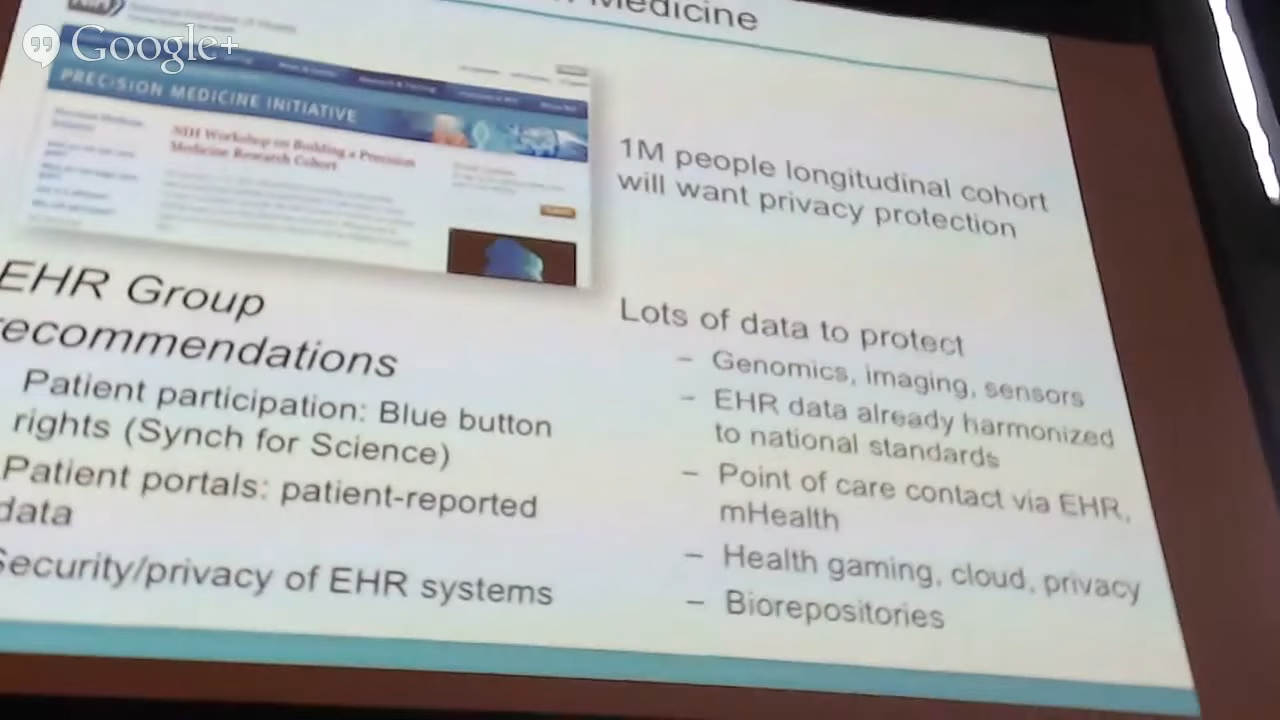 Google+
Medicine
PRECISION MEDICINE INITIATIVE
NIH Workshop on Building a Precision
Medicine Research Cohort
1M people longitudinal cohort
will want privacy protection
EHR Group
recommendations
Patient participation: Blue button
rights (Synch for Science)
Patient portals: patient-reported
data
Security/privacy of EHR systems
Lots of data to protect
– Genomics, imaging, sensors
– EHR data already harmonized
to national standards
– Point of care contact via EHR,
mHealth
– Health gaming, cloud, privacy
– Biorepositories